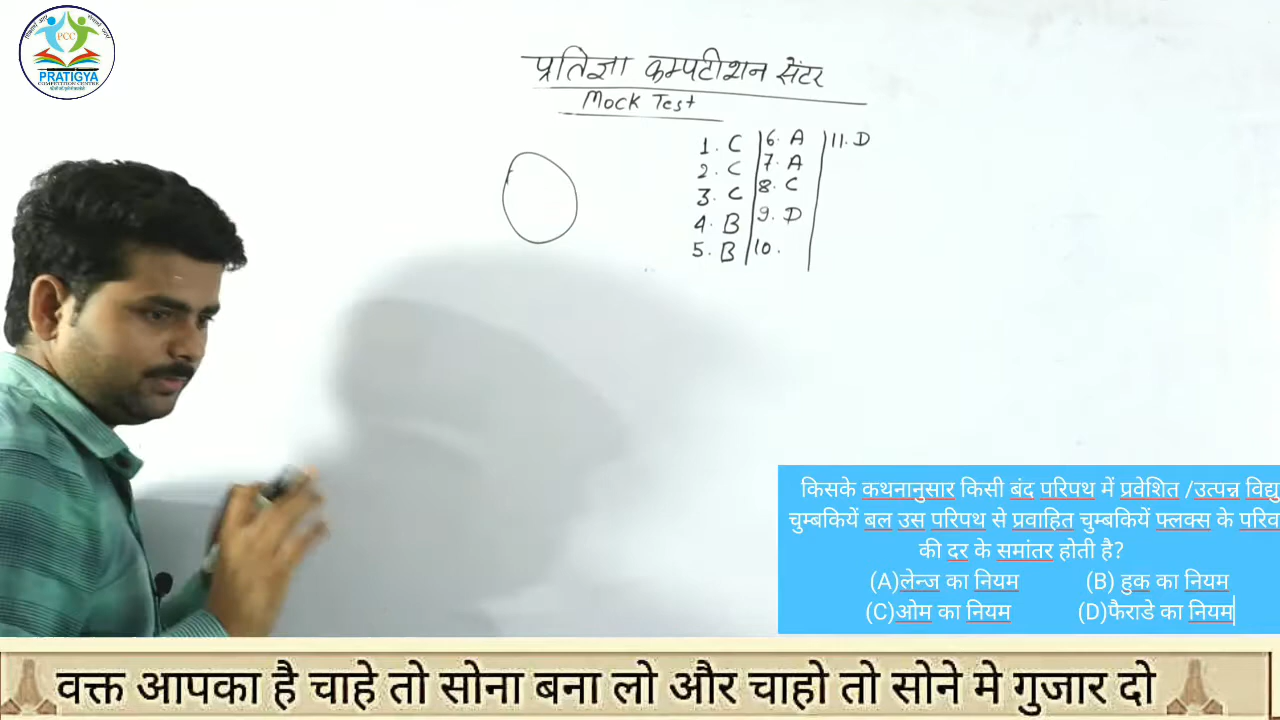 PCC
PRATIGYA
COMPETITION CENTRE
प्रतिज्ञा कम्पटीशन सेंटर
Mock Test
1. C
2. C
3. C
4. B
5. B
6. A
7. A
8. C
9. D
10.
11. D
किसके कथनानुसार किसी बंद परिपथ में प्रवेशित /उत्पन्न विद्यु
चुम्बकियें बल उस परिपथ से प्रवाहित चुम्बकियें फ्लक्स के परिव
की दर के समांतर होती है?
(A)लेन्ज का नियम (B) हुक का नियम
(C)ओम का नियम (D)फैराडे का नियम
वक्त आपका है चाहे तो सोना बना लो और चाहो तो सोने मे गुजार दो